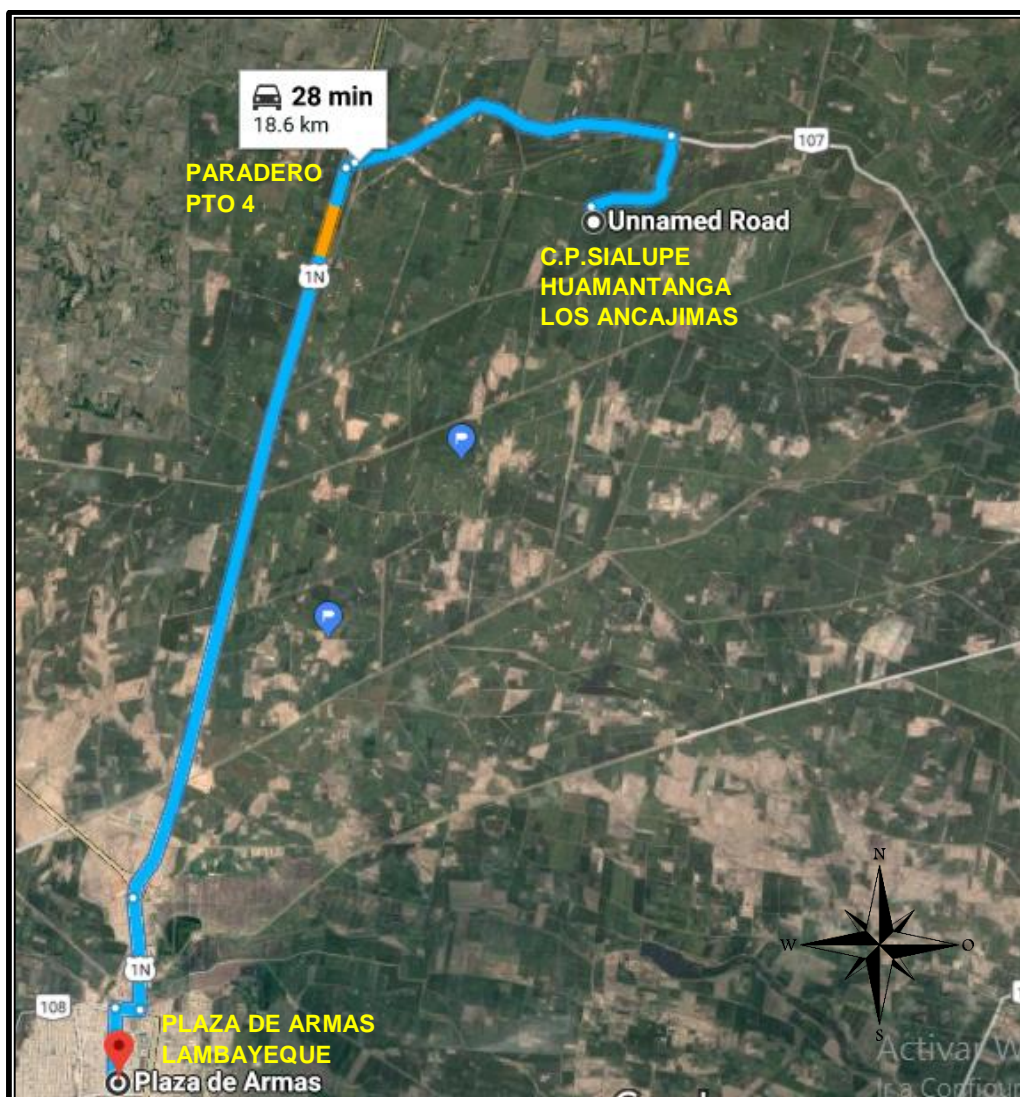 28 min
18.6 km
PARADERO
PTO 4
107
Unnamed Road
1N
C.P.SIALUPE
HUAMANTANGA
LOS ANCAJIMAS
N
W
O
S
1N
108
PLAZA DE ARMAS
LAMBAYEQUE
Plaza de Armas
Activar W
Ir a Configur